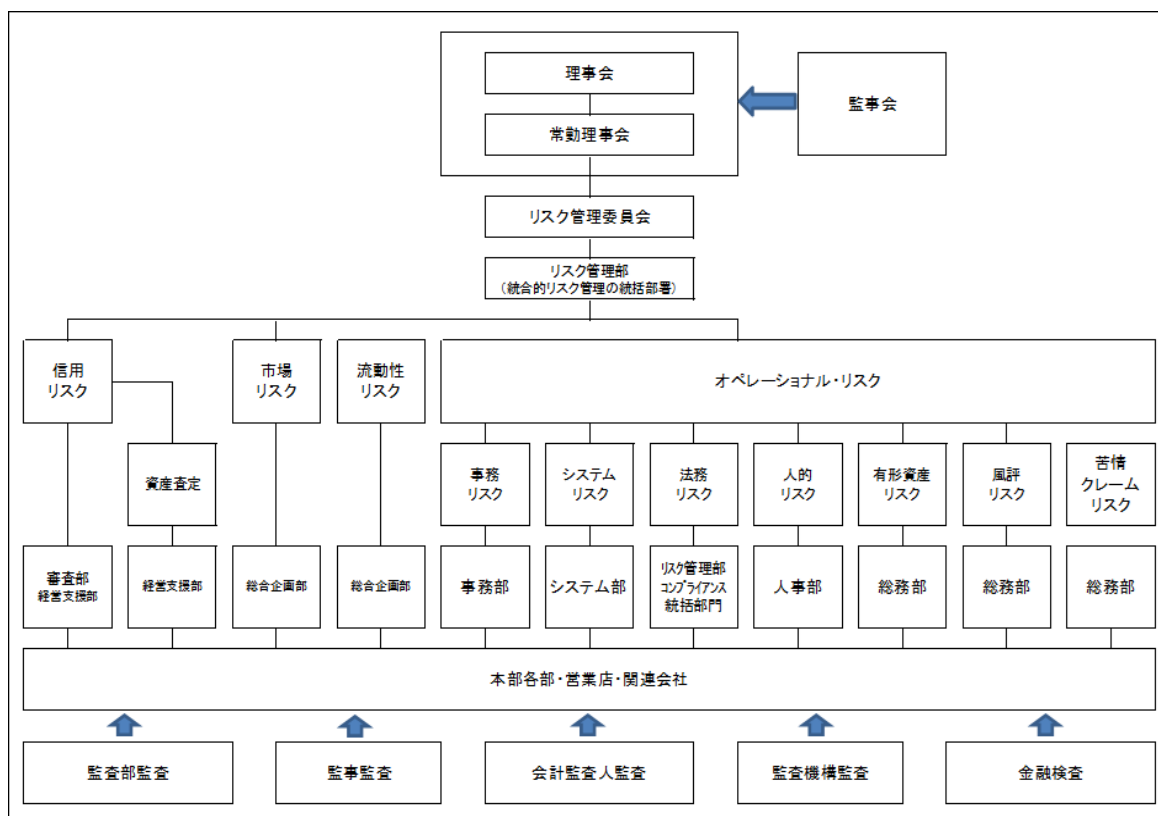 理事会
監事会
常勤理事会
リスク管理委員会
リスク管理部
（統合的リスク管理の統括部署）
信用
リスク
市場
リスク
流動性
リスク
オペレーショナル・リスク
資産査定
事務
リスク
システム
リスク
法務
リスク
人的
リスク
有形資産
リスク
風評
リスク
苦情
クレーム
リスク
審査部
経営支援部
経営支援部
総合企画部
総合企画部
事務部
システム部
リスク管理部
コンプライアンス
統括部門
人事部
総務部
総務部
総務部
本部各部・営業店・関連会社
監査部監査
監事監査
会計監査人監査
監査機構監査
金融検査